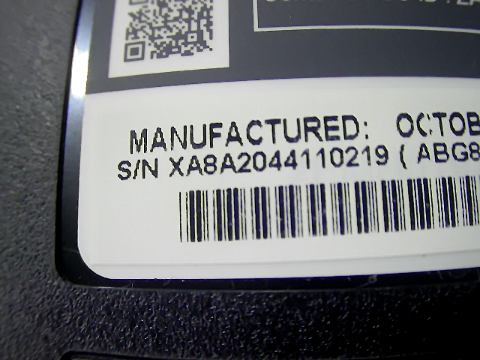 MANUFACTURED: OCTOB
S/N XA8A2044110219 ( ABG8